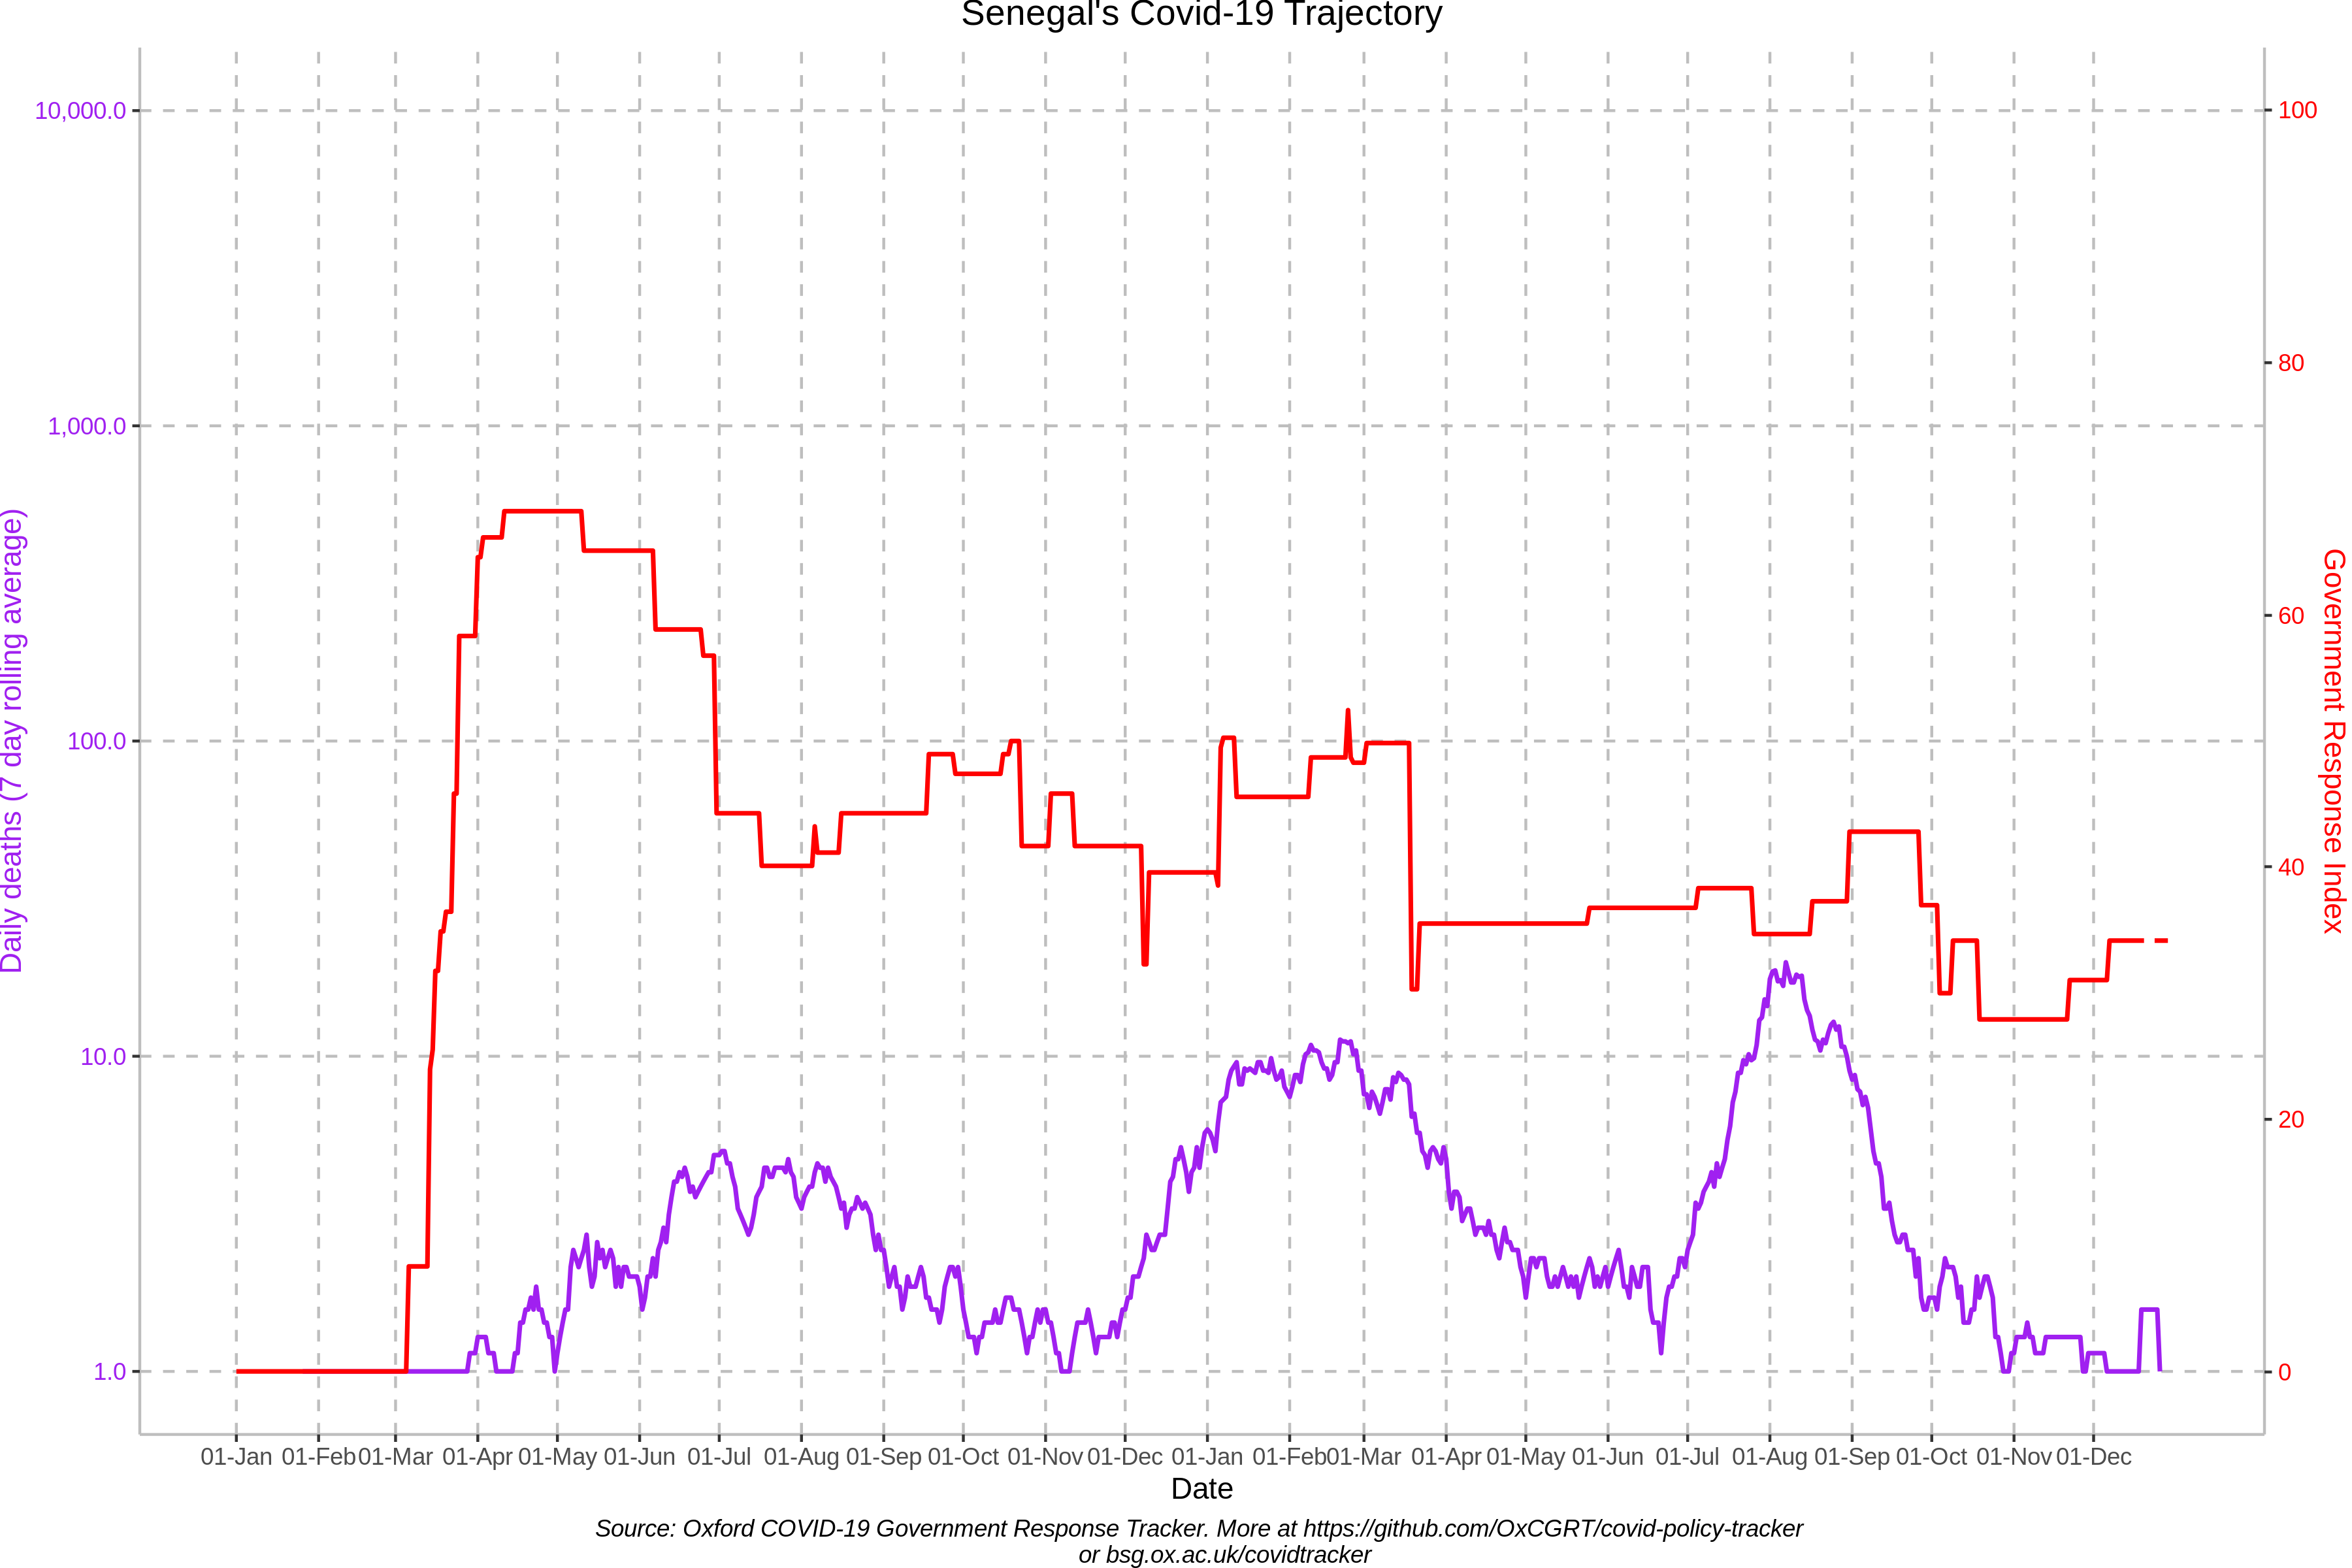 Senegal's Covid-19 Trajectory
10,000.0
1,000.0
100.0
10.0
1.0
Daily deaths (7 day rolling average)
100
80
60
40
20
0
Government Response Index
01-Jan 01-Feb 01-Mar 01-Apr 01-May 01-Jun 01-Jul 01-Aug 01-Sep 01-Oct 01-Nov 01-Dec 01-Jan 01-Feb 01-Mar 01-Apr 01-May 01-Jun 01-Jul 01-Aug 01-Sep 01-Oct 01-Nov 01-Dec
Date
Source: Oxford COVID-19 Government Response Tracker. More at https://github.com/OxCGRT/covid-policy-tracker
or bsg.ox.ac.uk/covidtracker